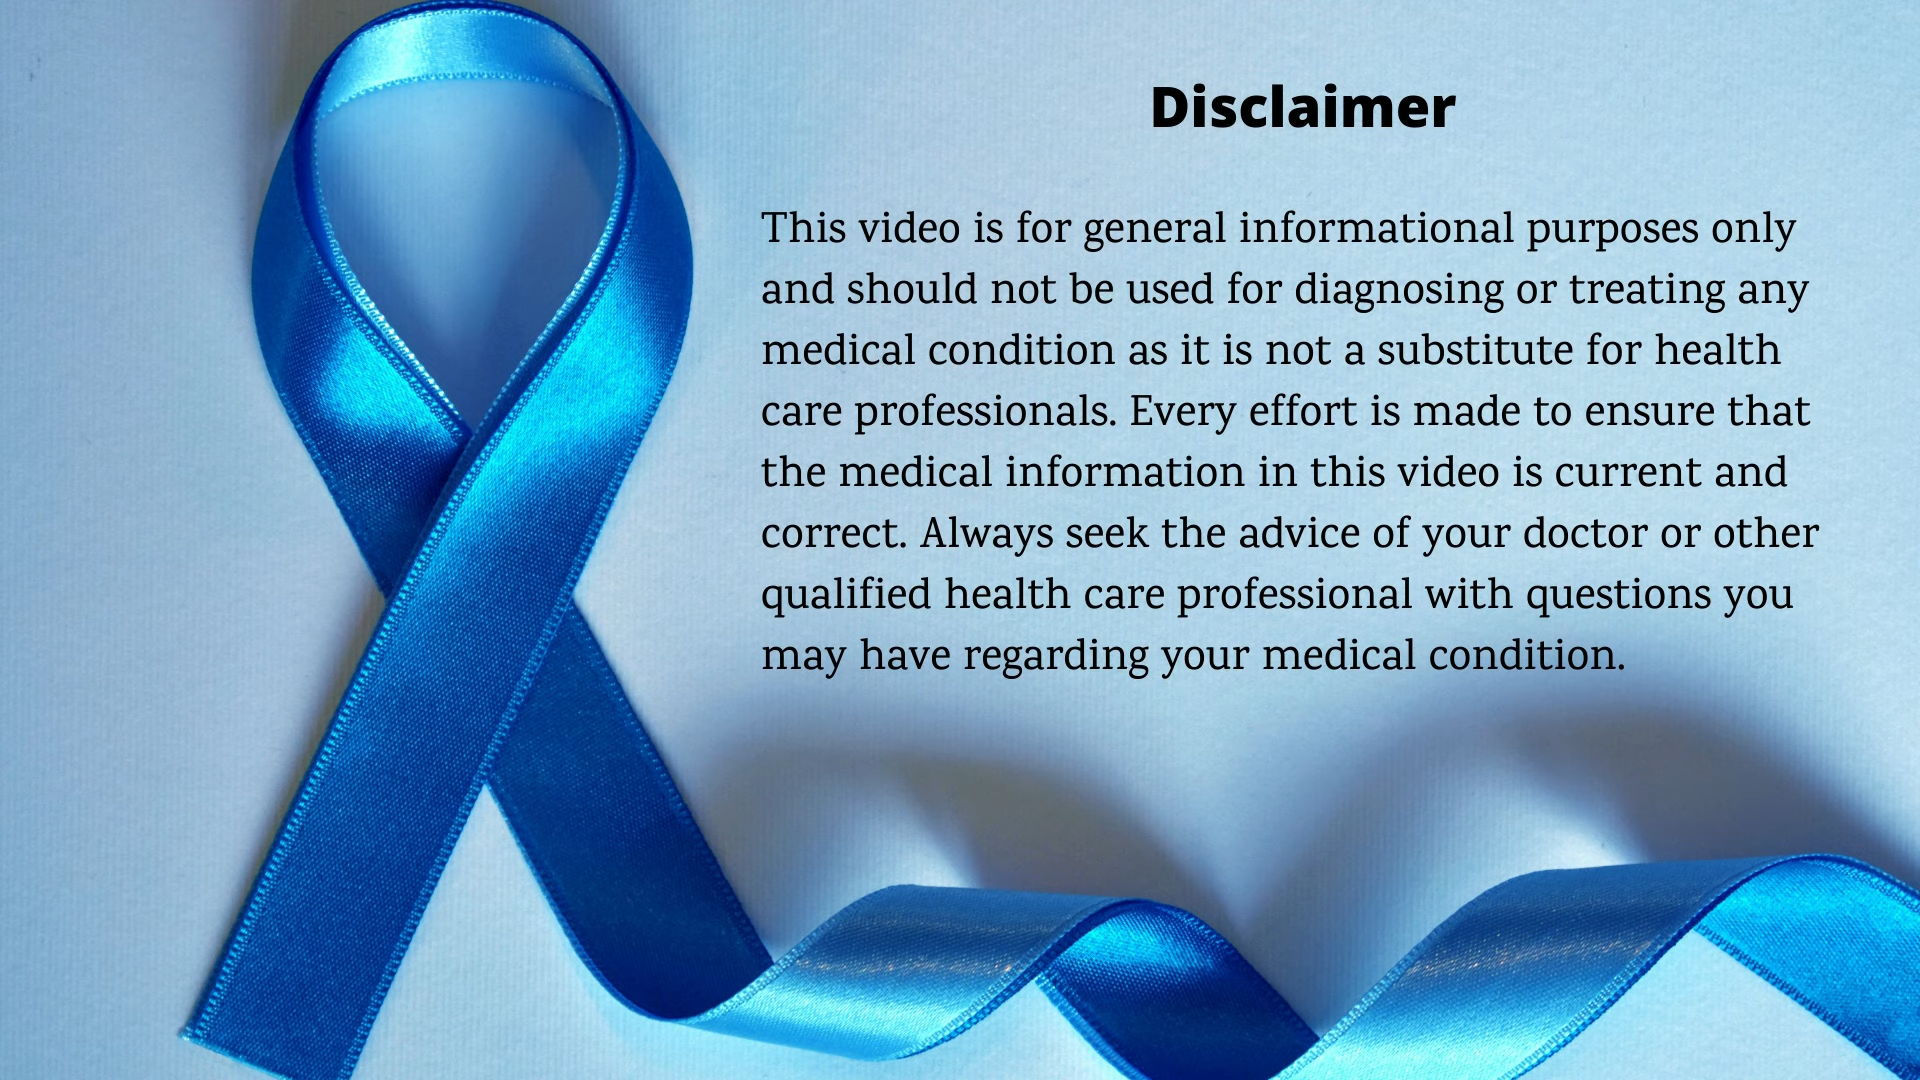 Disclaimer
This video is for general informational purposes only
and should not be used for diagnosing or treating any
medical condition as it is not a substitute for health
care professionals. Every effort is made to ensure that
the medical information in this video is current and
correct. Always seek the advice of your doctor or other
qualified health care professional with questions you
may have regarding your medical condition.